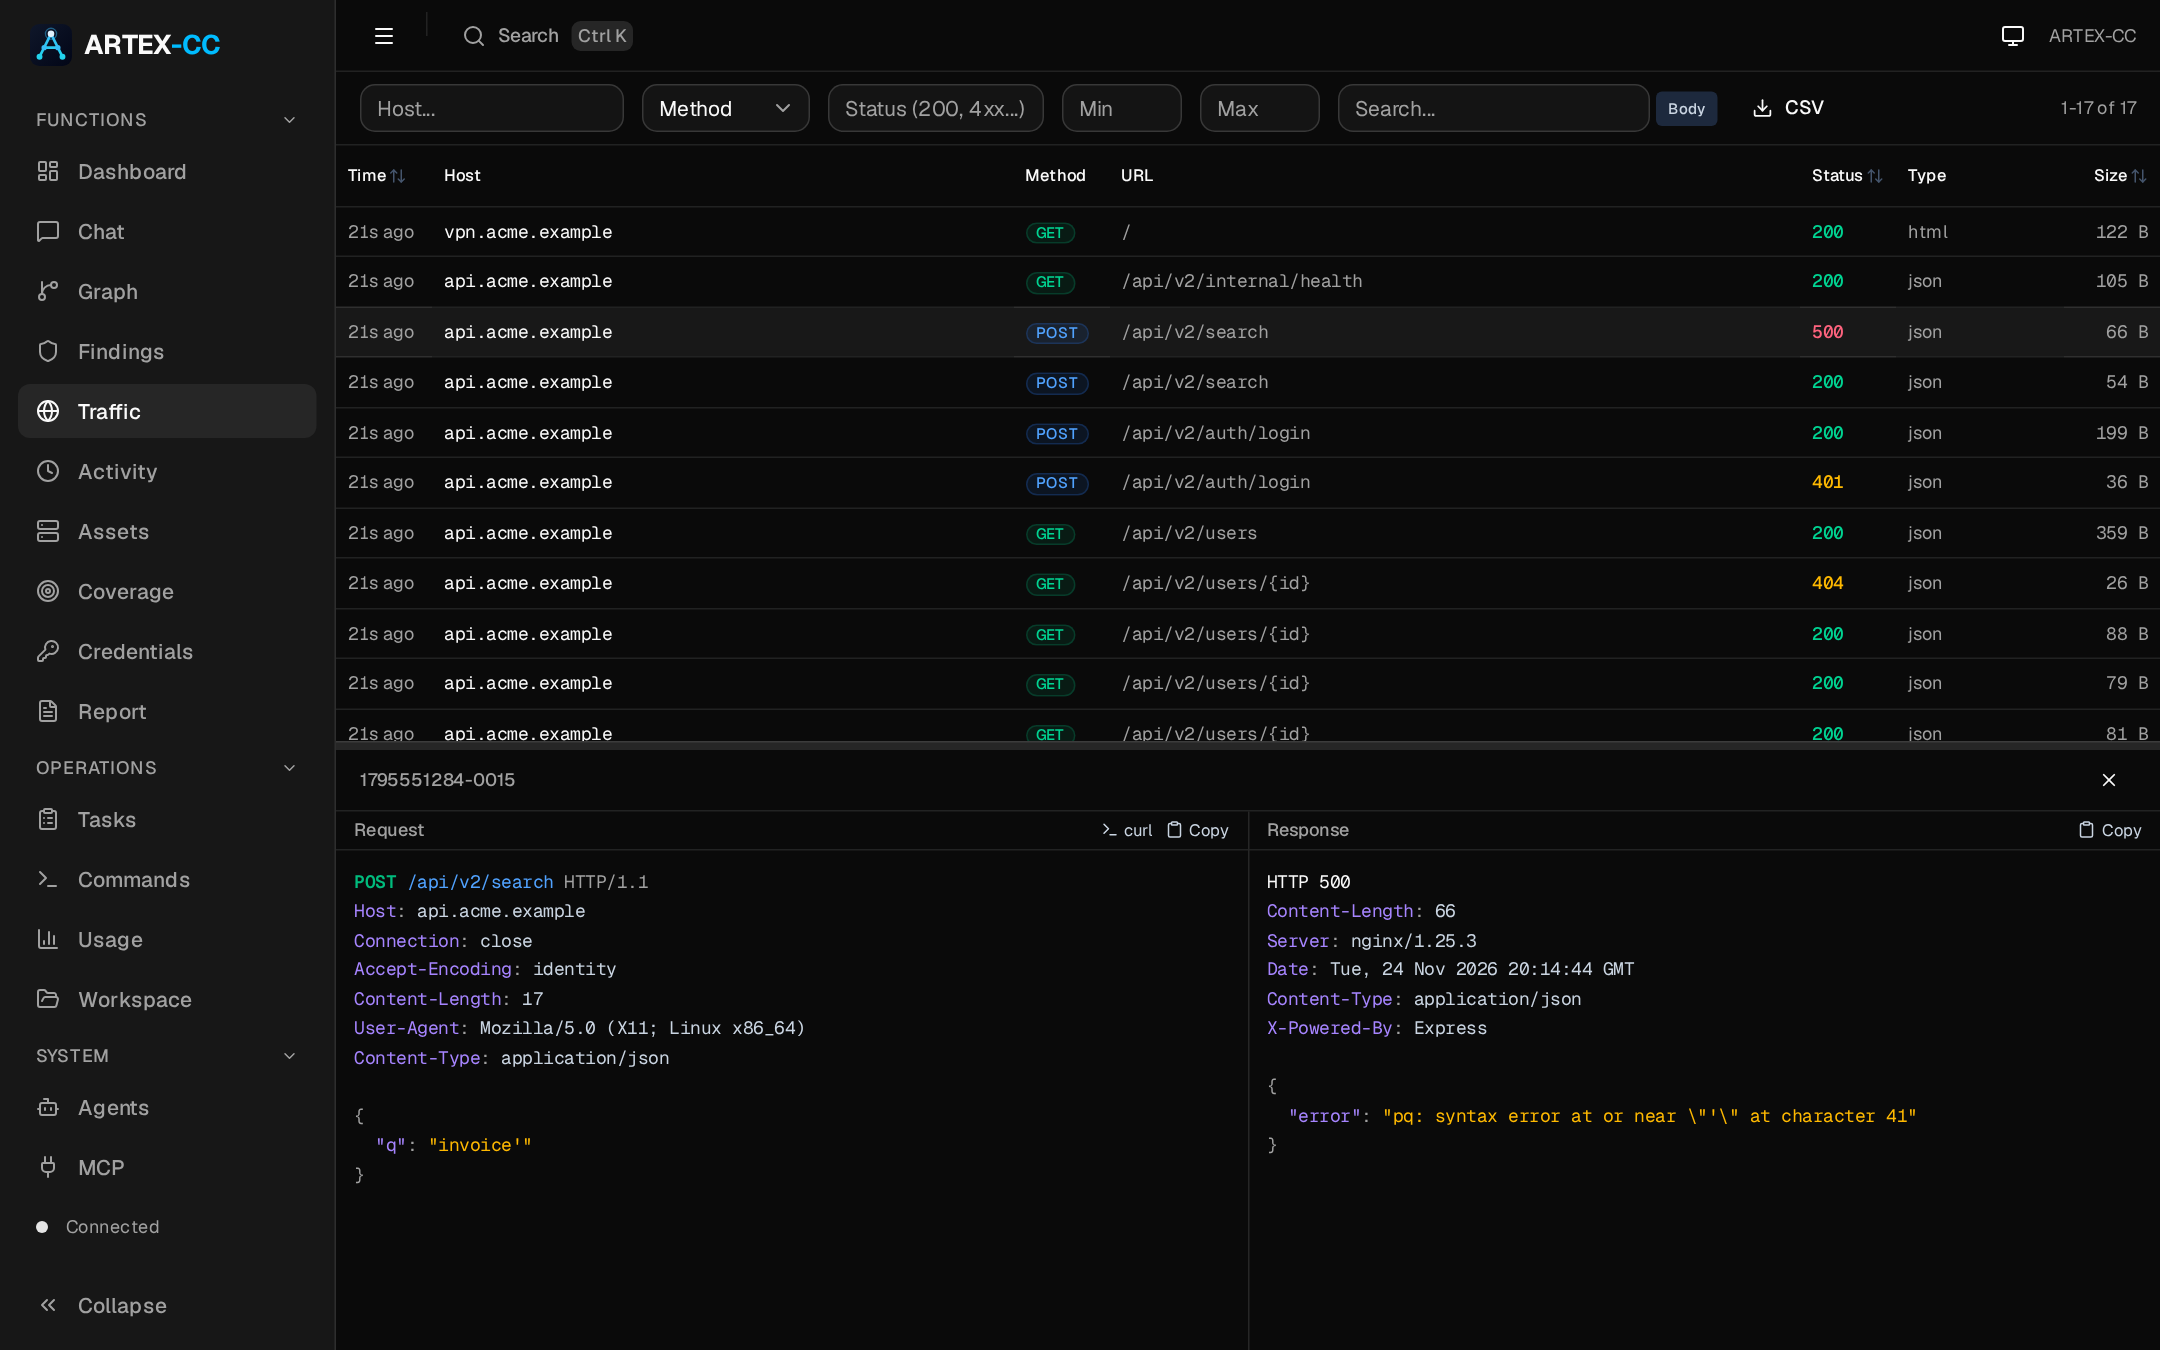 ARTEX-CC
FUNCTIONS
Dashboard
Chat
Graph
Findings
Traffic
Activity
Assets
Coverage
Credentials
Report
OPERATIONS
Tasks
Commands
Usage
Workspace
SYSTEM
Agents
MCP
Connected
Collapse
Search Ctrl K
ARTEX-CC
Host... Method Status (200, 4xx...) Min Max Search... Body CSV 1-17 of 17
Time Host Method URL Status Type Size
21s ago vpn.acme.example GET / 200 html 122 B
21s ago api.acme.example GET /api/v2/internal/health 200 json 105 B
21s ago api.acme.example POST /api/v2/search 500 json 66 B
21s ago api.acme.example POST /api/v2/search 200 json 54 B
21s ago api.acme.example POST /api/v2/auth/login 200 json 199 B
21s ago api.acme.example POST /api/v2/auth/login 401 json 36 B
21s ago api.acme.example GET /api/v2/users 200 json 359 B
21s ago api.acme.example GET /api/v2/users/{id} 404 json 26 B
21s ago api.acme.example GET /api/v2/users/{id} 200 json 88 B
21s ago api.acme.example GET /api/v2/users/{id} 200 json 79 B
21s ago api.acme.example GET /api/v2/users/{id} 200 json 81 B
1795551284-0015
Request curl Copy
POST /api/v2/search HTTP/1.1
Host: api.acme.example
Connection: close
Accept-Encoding: identity
Content-Length: 17
User-Agent: Mozilla/5.0 (X11; Linux x86_64)
Content-Type: application/json
{
"q": "invoice'"
}
Response Copy
HTTP 500
Content-Length: 66
Server: nginx/1.25.3
Date: Tue, 24 Nov 2026 20:14:44 GMT
Content-Type: application/json
X-Powered-By: Express
{
"error": "pq: syntax error at or near \"'\" at character 41"
}